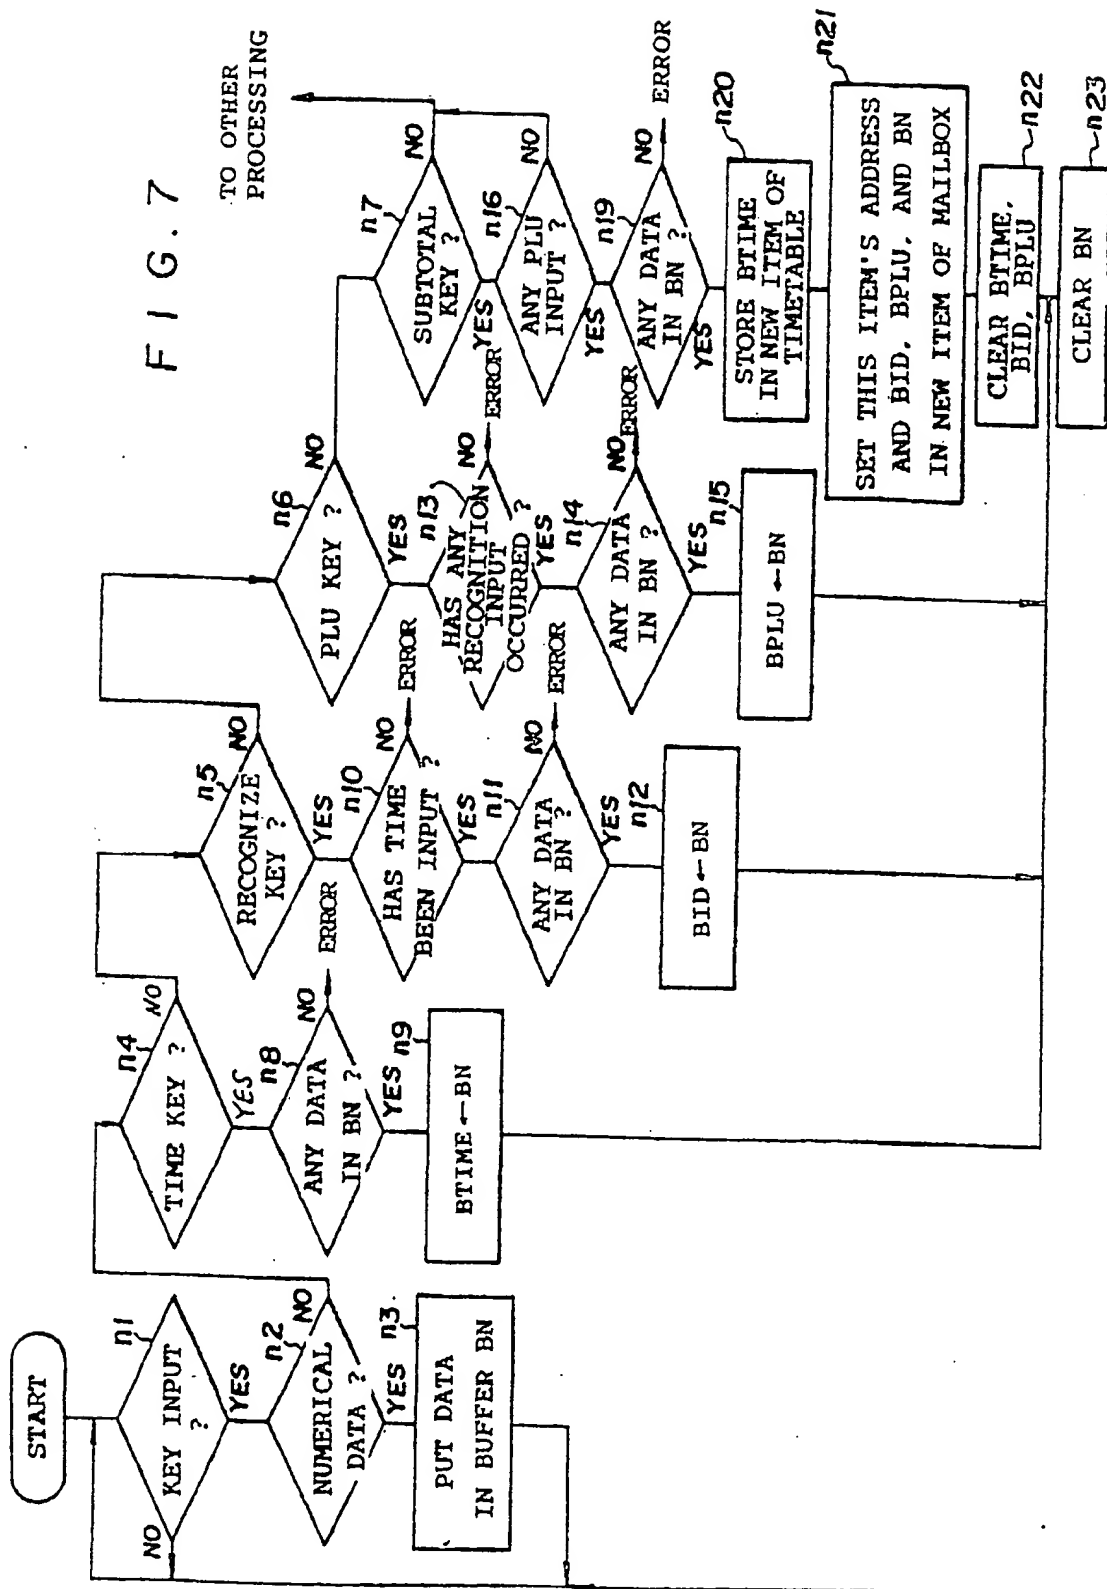 FIG. 7
START
n1
KEY INPUT
?
NO
YES
n2
NUMERICAL
DATA ?
NO
YES
n3
PUT DATA
IN BUFFER BN
n4
TIME KEY ?
NO
YES
n8
ANY DATA
IN BN ?
NO
ERROR
YES
n9
BTIME←BN
n5
RECOGNIZE
KEY ?
NO
YES
n10
HAS TIME
BEEN INPUT ?
NO
ERROR
YES
n11
ANY DATA
IN BN ?
NO
ERROR
YES
n12
BID←BN
n6
PLU KEY ?
NO
YES
n13
HAS ANY
RECOGNITION
INPUT
OCCURRED ?
NO
ERROR
YES
n14
ANY DATA
IN BN ?
NO
ERROR
YES
n15
BPLU←BN
n7
SUBTOTAL
KEY ?
NO
TO OTHER
PROCESSING
YES
n16
ANY PLU
INPUT ?
NO
YES
n19
ANY DATA
IN BN ?
NO
ERROR
YES
n20
STORE BTIME
IN NEW ITEM OF
TIMETABLE
n21
SET THIS ITEM'S ADDRESS
AND BID, BPLU, AND BN
IN NEW ITEM OF MAILBOX
n22
CLEAR BTIME,
BID, BPLU
n23
CLEAR BN